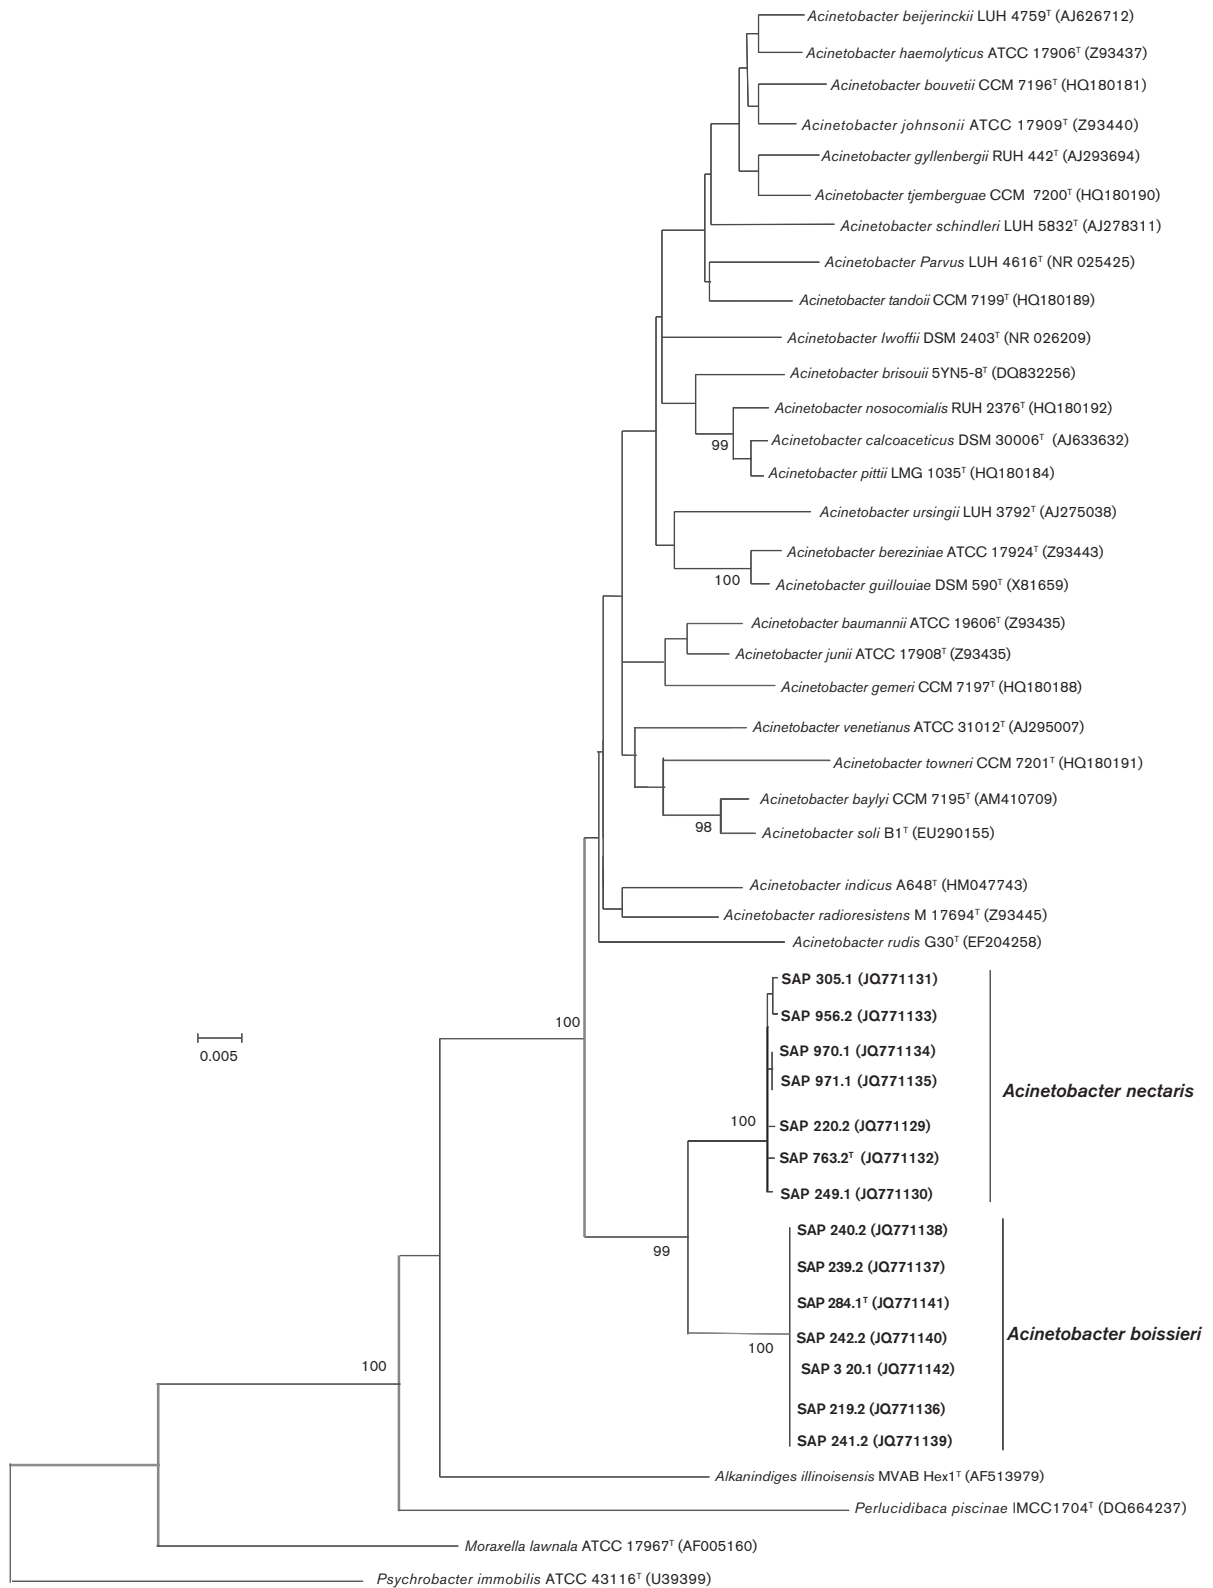 Acinetobacter beijerinckii LUH 4759ᵀ (AJ626712)
Acinetobacter haemolyticus ATCC 17906ᵀ (Z93437)
Acinetobacter bouvetii CCM 7196ᵀ (HQ180181)
Acinetobacter johnsonii ATCC 17909ᵀ (Z93440)
Acinetobacter gyllenbergii RUH 442ᵀ (AJ293694)
Acinetobacter tjemberguae CCM 7200ᵀ (HQ180190)
Acinetobacter schindleri LUH 5832ᵀ (AJ278311)
Acinetobacter Parvus LUH 4616ᵀ (NR 025425)
Acinetobacter tandoii CCM 7199ᵀ (HQ180189)
Acinetobacter Iwoffii DSM 2403ᵀ (NR 026209)
Acinetobacter brisouii 5YN5-8ᵀ (DQ832256)
Acinetobacter nosocomialis RUH 2376ᵀ (HQ180192)
99
Acinetobacter calcoaceticus DSM 30006ᵀ (AJ633632)
Acinetobacter pittii LMG 1035ᵀ (HQ180184)
Acinetobacter ursingii LUH 3792ᵀ (AJ275038)
Acinetobacter bereziniae ATCC 17924ᵀ (Z93443)
100
Acinetobacter guillouiae DSM 590ᵀ (X81659)
Acinetobacter baumannii ATCC 19606ᵀ (Z93435)
Acinetobacter junii ATCC 17908ᵀ (Z93435)
Acinetobacter gemeri CCM 7197ᵀ (HQ180188)
Acinetobacter venetianus ATCC 31012ᵀ (AJ295007)
Acinetobacter towneri CCM 7201ᵀ (HQ180191)
Acinetobacter baylyi CCM 7195ᵀ (AM410709)
98
Acinetobacter soli B1ᵀ (EU290155)
Acinetobacter indicus A648ᵀ (HM047743)
Acinetobacter radioresistens M 17694ᵀ (Z93445)
Acinetobacter rudis G30ᵀ (EF204258)
SAP 305.1 (JQ771131)
100
SAP 956.2 (JQ771133)
0.005
SAP 970.1 (JQ771134)
SAP 971.1 (JQ771135)
Acinetobacter nectaris
100
SAP 220.2 (JQ771129)
SAP 763.2ᵀ (JQ771132)
SAP 249.1 (JQ771130)
SAP 240.2 (JQ771138)
99
SAP 239.2 (JQ771137)
SAP 284.1ᵀ (JQ771141)
Acinetobacter boissieri
SAP 242.2 (JQ771140)
100
SAP 3 20.1 (JQ771142)
100
SAP 219.2 (JQ771136)
SAP 241.2 (JQ771139)
Alkanindiges illinoisensis MVAB Hex1ᵀ (AF513979)
Perlucidibaca piscinae IMCC1704ᵀ (DQ664237)
Moraxella lawnala ATCC 17967ᵀ (AF005160)
Psychrobacter immobilis ATCC 43116ᵀ (U39399)